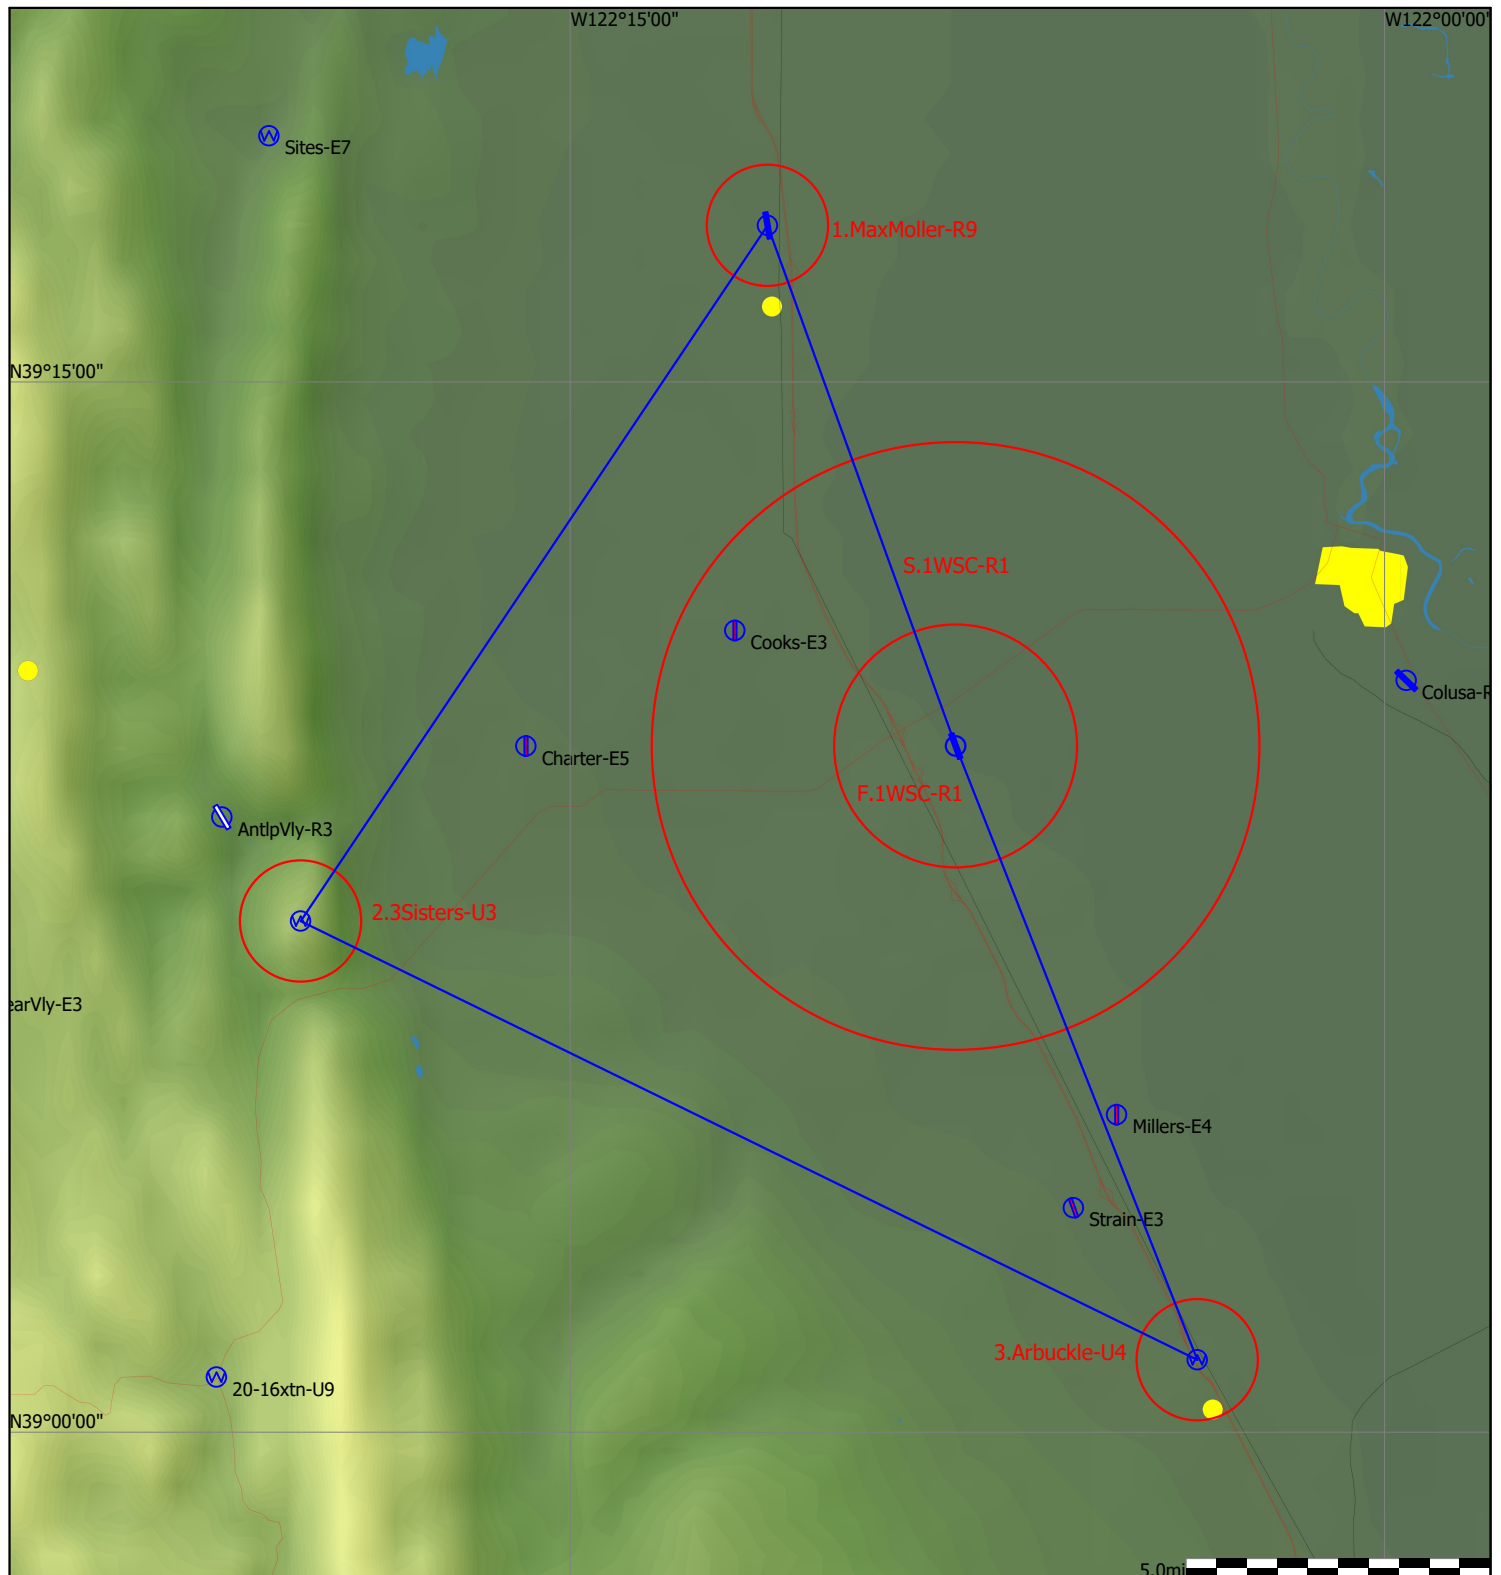 W122°15'00"
W122°00'00"
Sites-E7
1.MaxMoller-R9
N39°15'00"
S.1WSC-R1
Cooks-E3
Colusa-R
Charter-E5
F.1WSC-R1
AntlpVly-R3
2.3Sisters-U3
earVly-E3
Millers-E4
Strain-E3
3.Arbuckle-U4
20-16xtn-U9
N39°00'00"
5.0mi